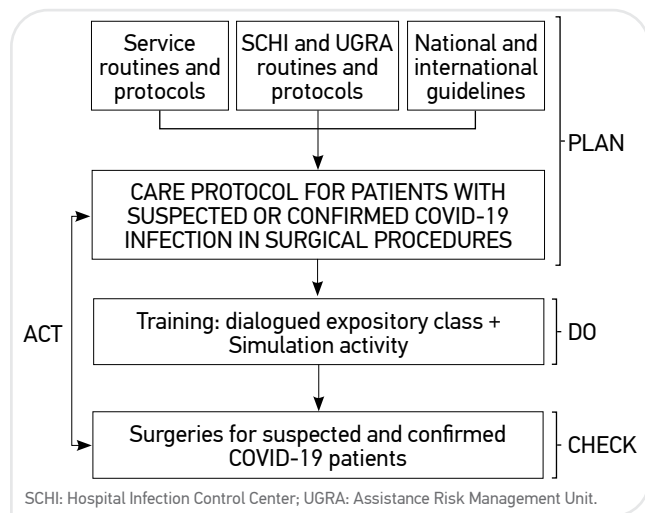 Service
routines and
protocols
SCHI and UGRA
routines and
protocols
National and
international
guidelines
PLAN
CARE PROTOCOL FOR PATIENTS WITH
SUSPECTED OR CONFIRMED COVID-19
INFECTION IN SURGICAL PROCEDURES
ACT
Training: dialogued expository class +
Simulation activity
DO
Surgeries for suspected and confirmed
COVID-19 patients
CHECK
SCHI: Hospital Infection Control Center; UGRA: Assistance Risk Management Unit.